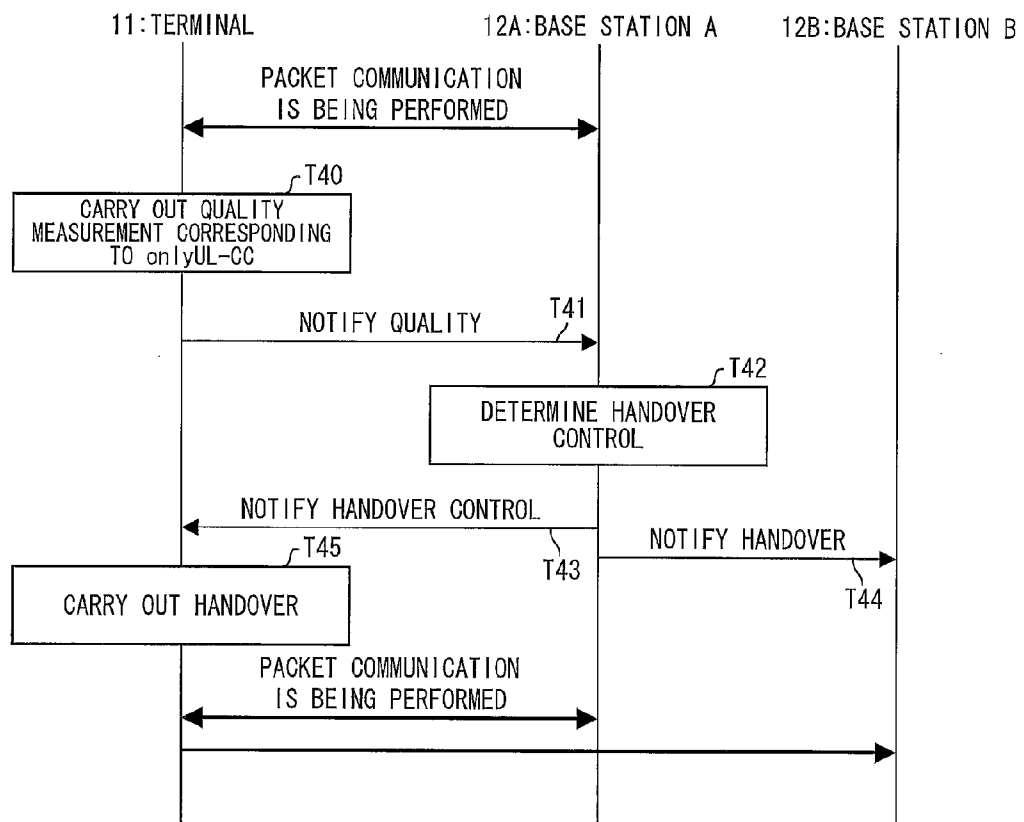 11:TERMINAL
12A:BASE STATION A
12B:BASE STATION B
PACKET COMMUNICATION
IS BEING PERFORMED
T40
CARRY OUT QUALITY
MEASUREMENT CORRESPONDING
TO onlyUL-CC
NOTIFY QUALITY
T41
T42
DETERMINE HANDOVER
CONTROL
NOTIFY HANDOVER CONTROL
T43
NOTIFY HANDOVER
T44
T45
CARRY OUT HANDOVER
PACKET COMMUNICATION
IS BEING PERFORMED